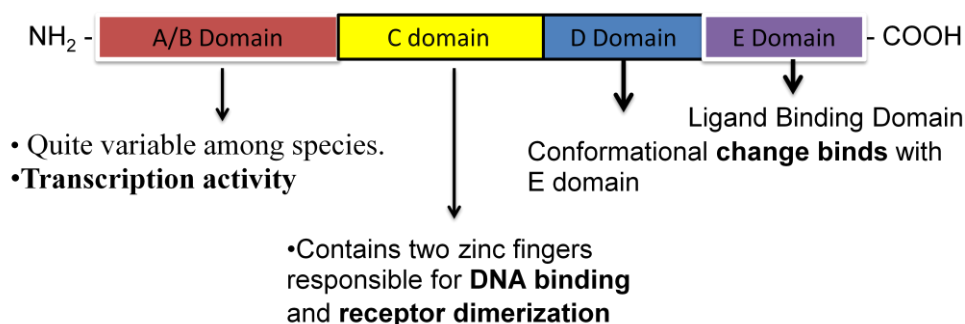 NH2 - A/B Domain C domain D Domain E Domain - COOH
Ligand Binding Domain
• Quite variable among species.
•Transcription activity
Conformational change binds with
E domain
•Contains two zinc fingers
responsible for DNA binding
and receptor dimerization